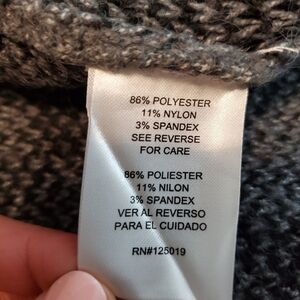 86% POLYESTER
11% NYLON
3% SPANDEX
SEE REVERSE
FOR CARE
86% POLIESTER
11% NILON
3% SPANDEX
VER AL REVERSO
PARA EL CUIDADO
RN#125019